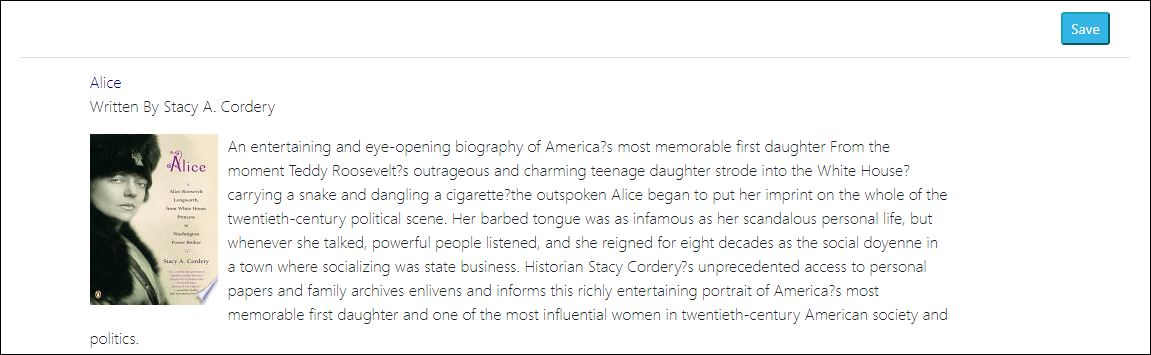 Save
Alice
Written By Stacy A. Cordery
An entertaining and eye-opening biography of America?s most memorable first daughter From the
moment Teddy Roosevelt?s outrageous and charming teenage daughter strode into the White House?
carrying a snake and dangling a cigarette?the outspoken Alice began to put her imprint on the whole of the
twentieth-century political scene. Her barbed tongue was as infamous as her scandalous personal life, but
whenever she talked, powerful people listened, and she reigned for eight decades as the social doyenne in
a town where socializing was state business. Historian Stacy Cordery?s unprecedented access to personal
papers and family archives enlivens and informs this richly entertaining portrait of America?s most
memorable first daughter and one of the most influential women in twentieth-century American society and
politics.
Alice
Alice Roosevelt
Longworth,
from White House
Princess
to
Washington
Power Broker
Stacy A. Cordery